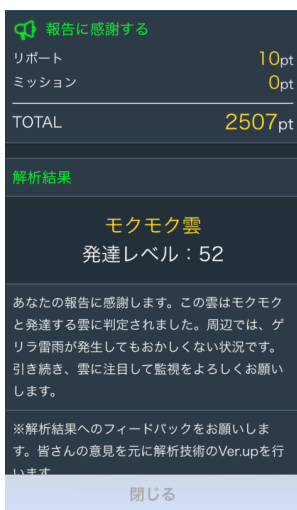 報告に感謝する
リポート 10pt
ミッション 0pt
TOTAL 2507pt
解析結果
モクモク雲
発達レベル：52
あなたの報告に感謝します。この雲はモクモク
と発達する雲に判定されました。周辺では、ゲ
リラ雷雨が発生してもおかしくない状況です。
引き続き、雲に注目して監視をよろしくお願い
します。
※解析結果へのフィードバックをお願いしま
す。皆さんの意見を元に解析技術のVer.upを行
います
閉じる